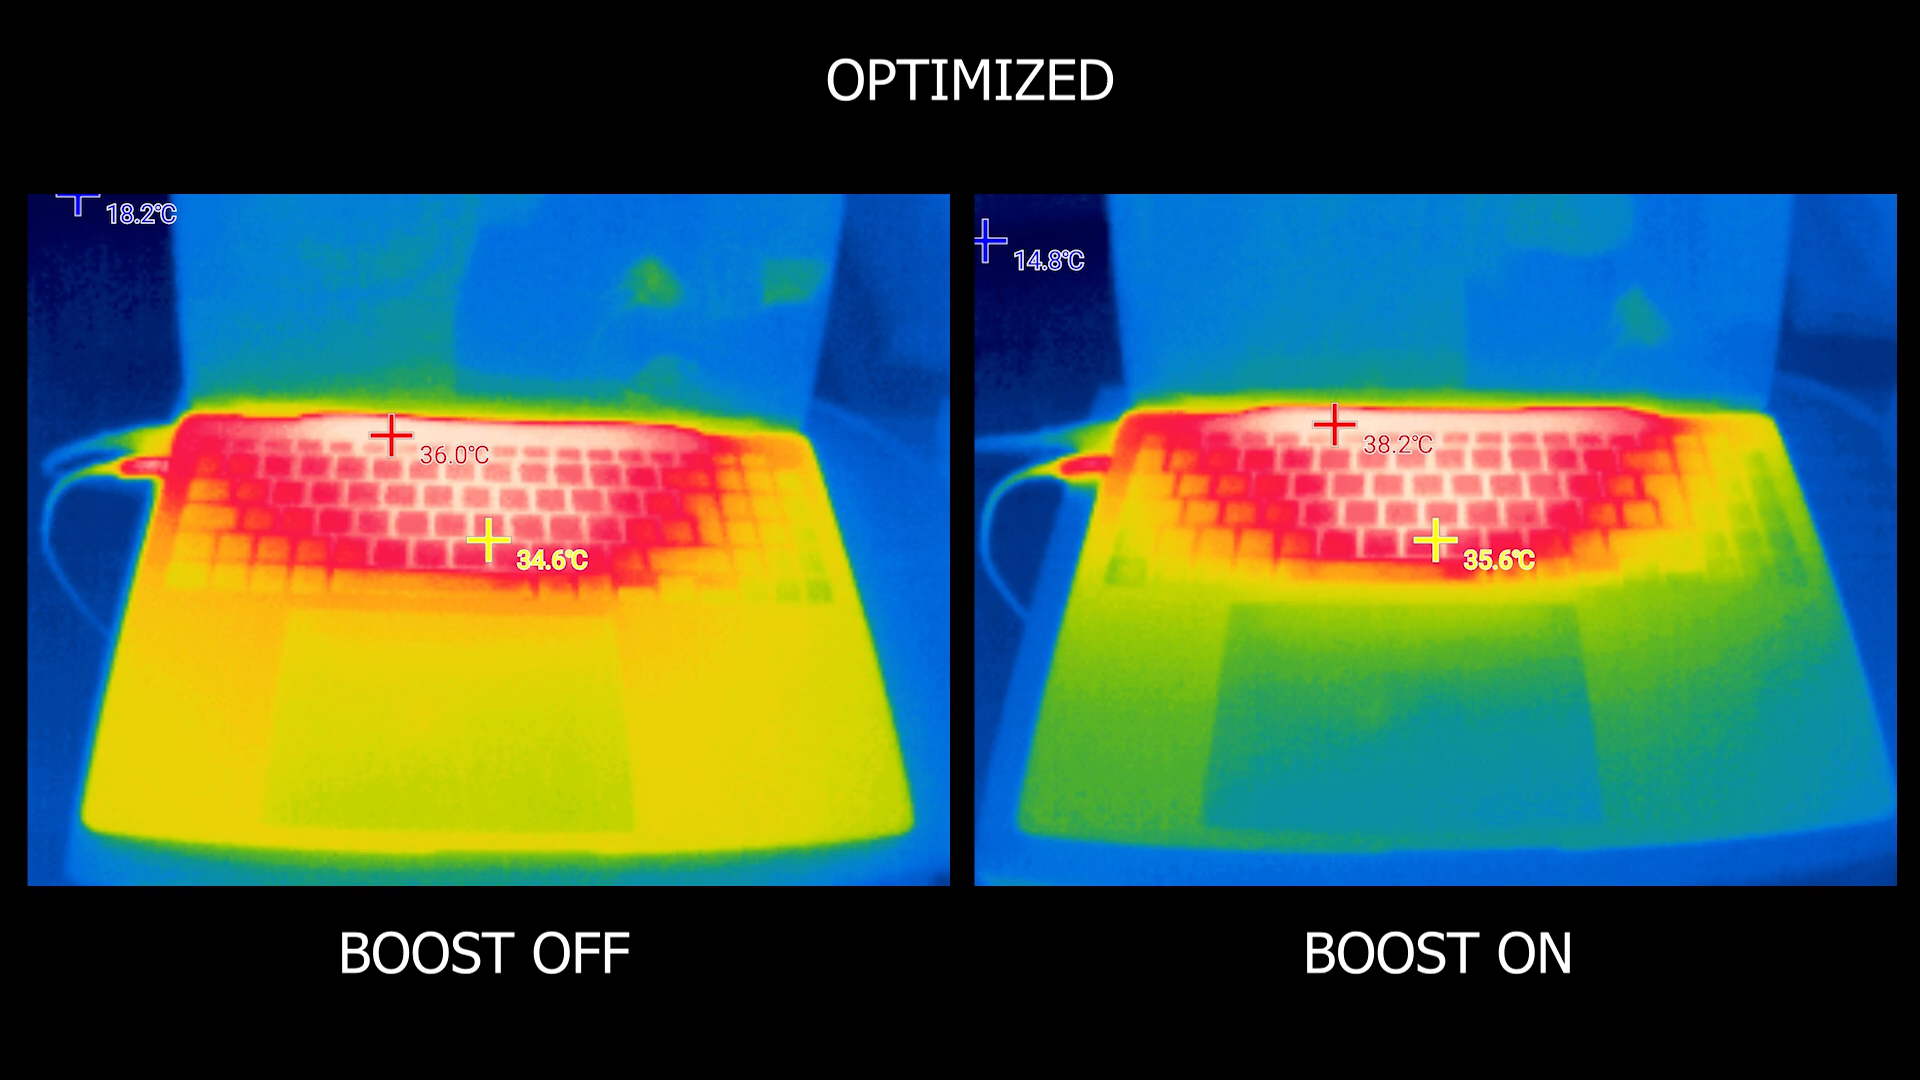 OPTIMIZED
18.2℃
36.0℃
34.6℃
14.8℃
38.2℃
35.6℃
BOOST OFF
BOOST ON